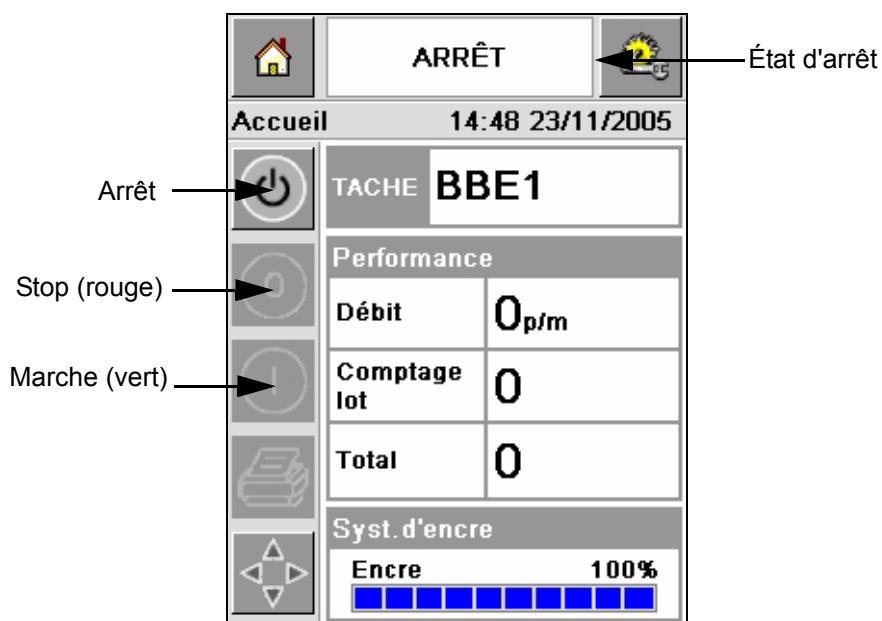 ARRÊT
État d'arrêt
Accueil 14:48 23/11/2005
Arrêt
TACHE BBE1
Performance
Stop (rouge)
0
Débit 0p/m
Marche (vert)
I
Comptage lot 0
Total 0
Syst.d'encre
Encre 100%